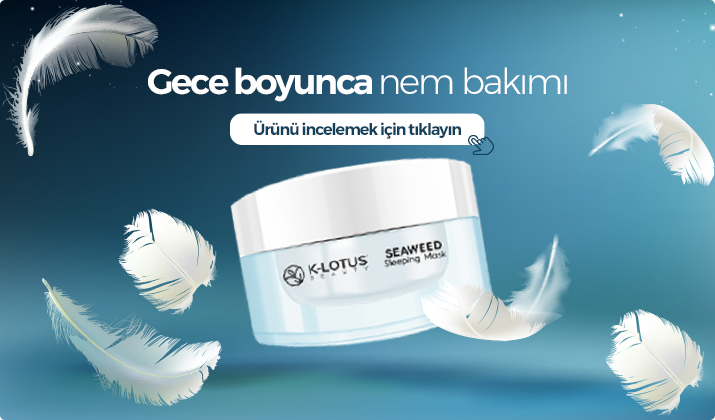 Gece boyunca nem bakımı
Ürünü incelemek için tıklayın
K-LOTUS
BEAUTY
SEAWEED
Sleeping Mask